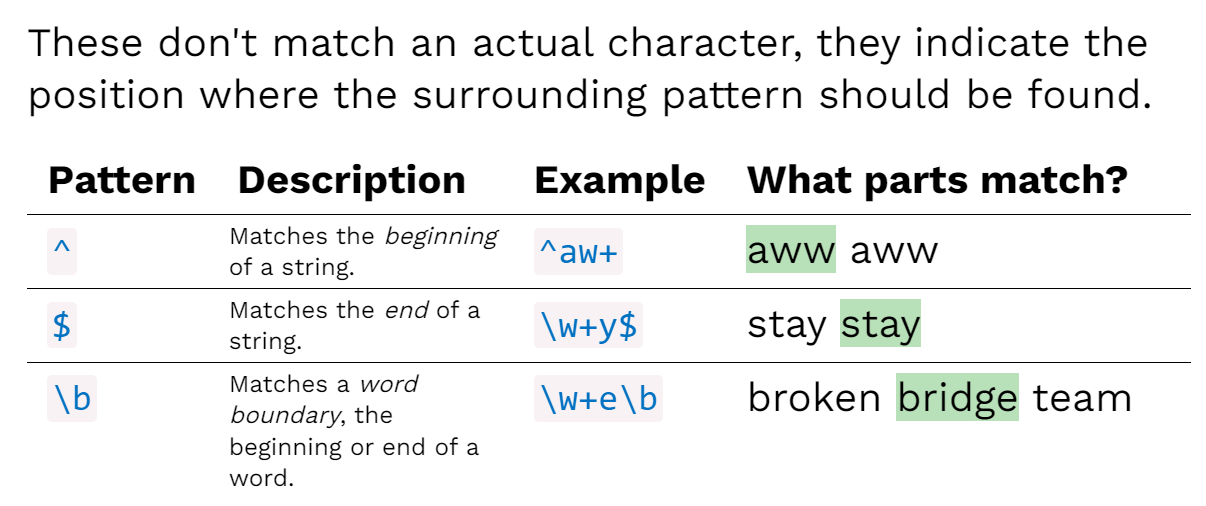 These don't match an actual character, they indicate the
position where the surrounding pattern should be found.
Pattern Description Example What parts match?
^ Matches the beginning of a string. ^aw+ aww aww
$ Matches the end of a string. \w+y$ stay stay
\b Matches a word boundary, the beginning or end of a word. \w+e\b broken bridge team